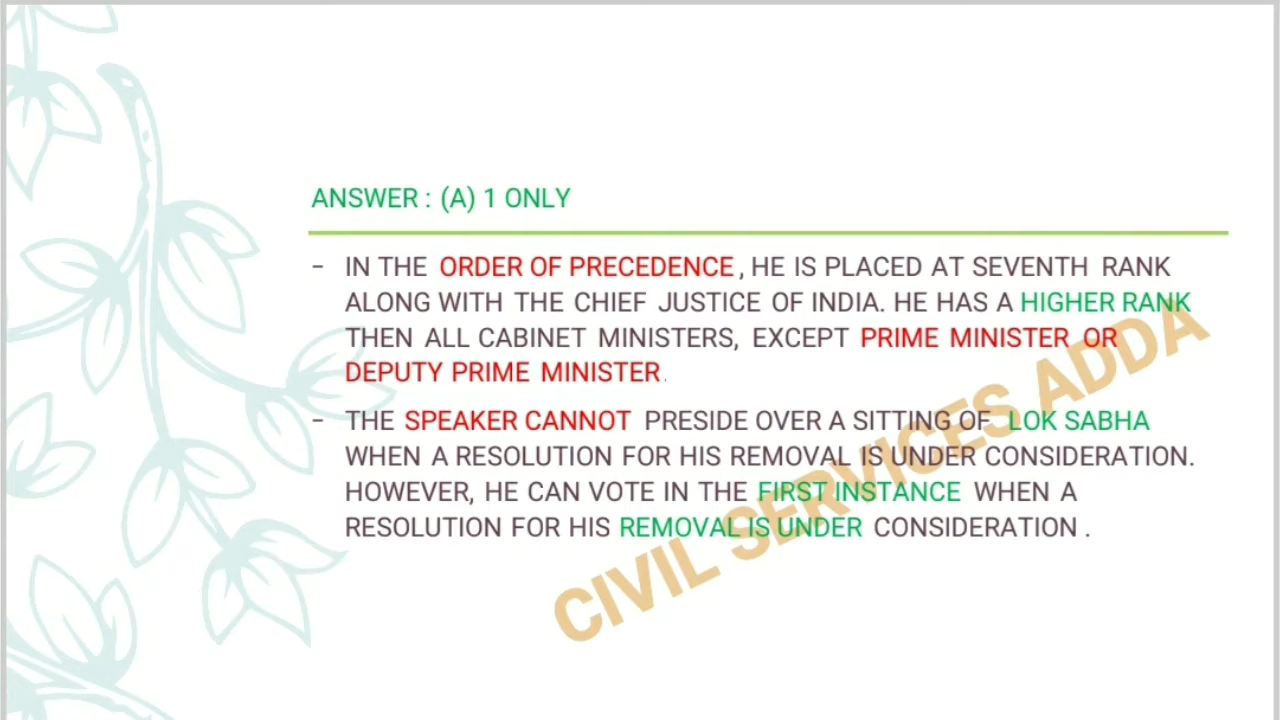 ANSWER : (A) 1 ONLY
- IN THE ORDER OF PRECEDENCE , HE IS PLACED AT SEVENTH RANK
ALONG WITH THE CHIEF JUSTICE OF INDIA. HE HAS A HIGHER RANK
THEN ALL CABINET MINISTERS, EXCEPT PRIME MINISTER OR
DEPUTY PRIME MINISTER.
- THE SPEAKER CANNOT PRESIDE OVER A SITTING OF LOK SABHA
WHEN A RESOLUTION FOR HIS REMOVAL IS UNDER CONSIDERATION.
HOWEVER, HE CAN VOTE IN THE FIRST INSTANCE WHEN A
RESOLUTION FOR HIS REMOVAL IS UNDER CONSIDERATION .
CIVIL SERVICES ADDA